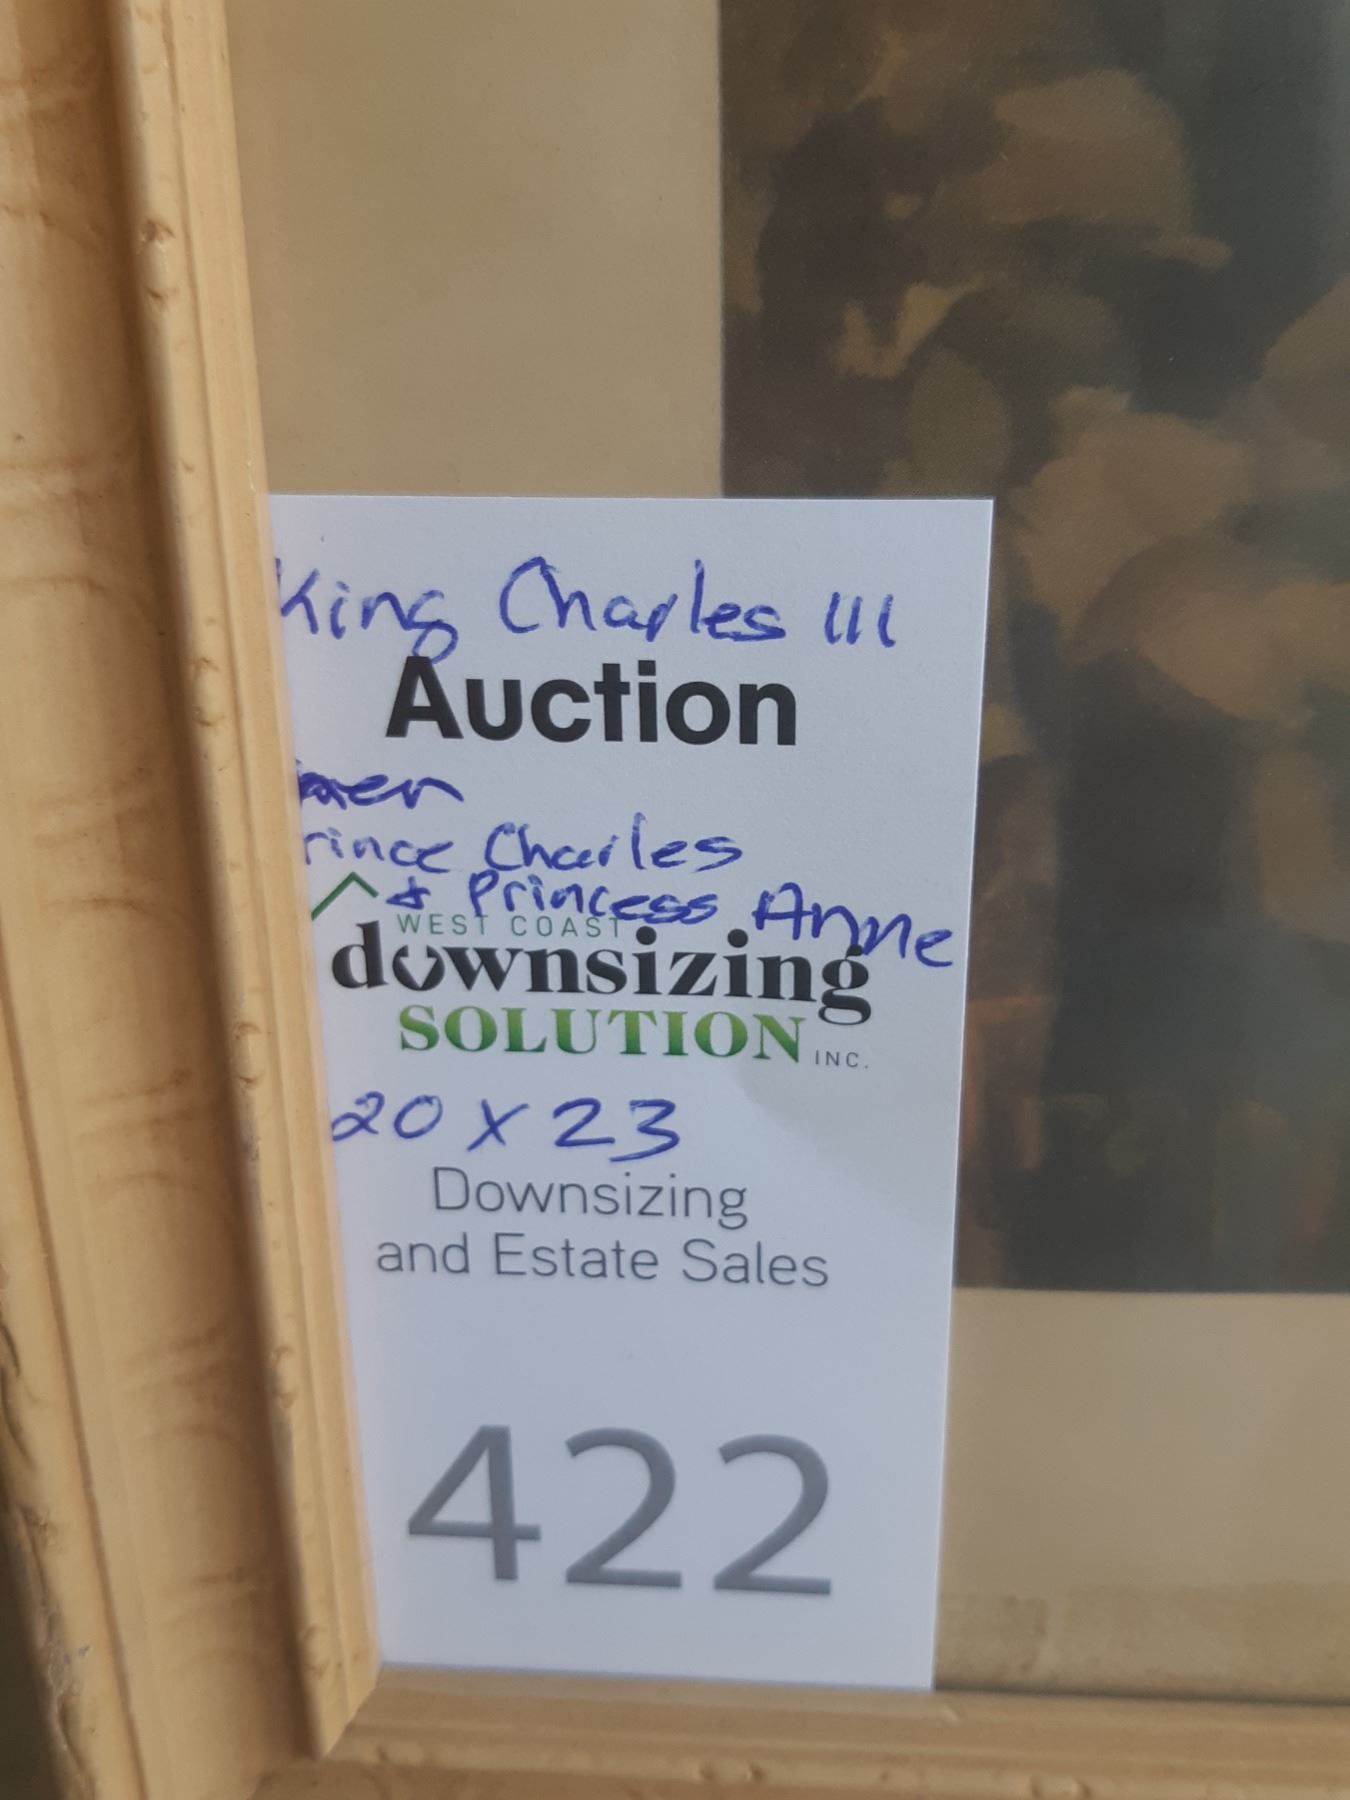 King Charles III
Auction
rince Charles
& Princess Anne
WEST COAST
downsizing
SOLUTION INC.
20 x 23
Downsizing
and Estate Sales
422